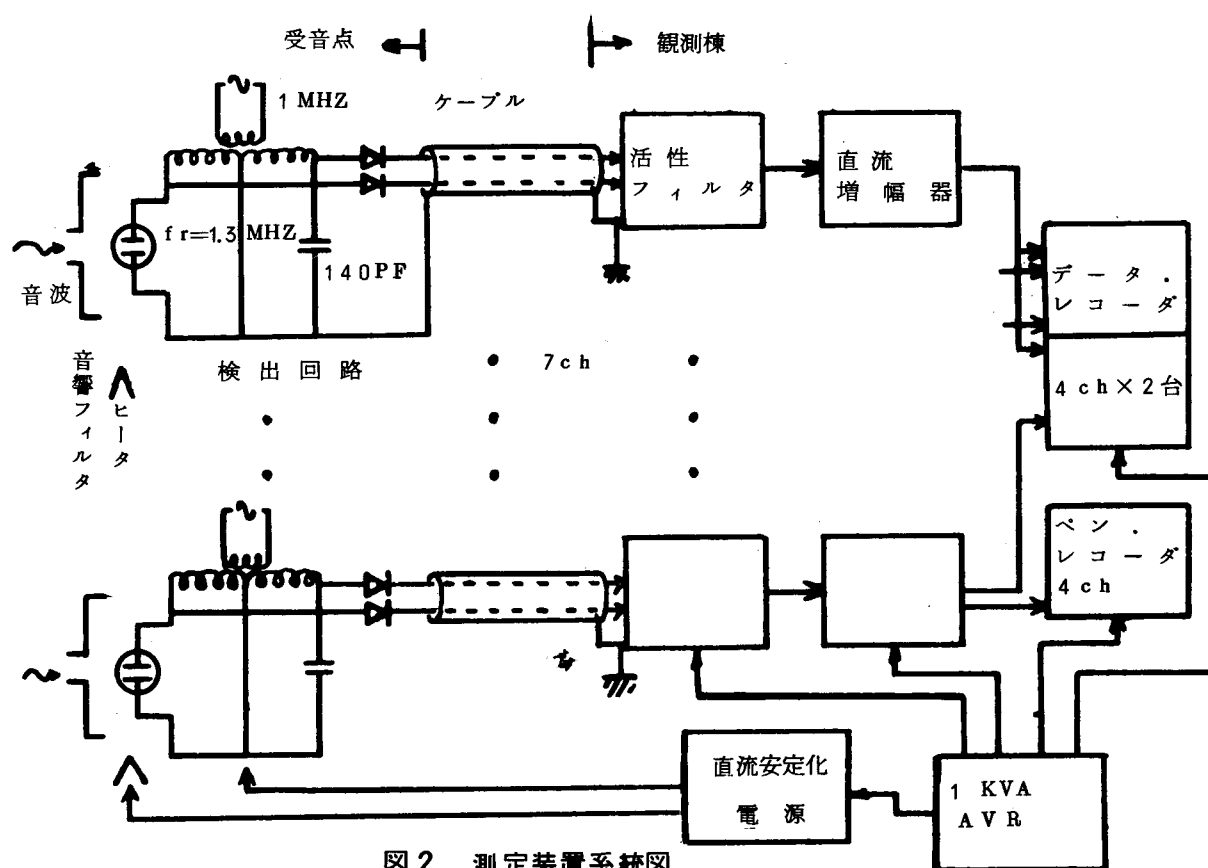 受音点
観測棟
1 MHZ
ケーブル
活性
フィルタ
直流
増幅器
fr=1.3 MHZ
140PF
音波
データ・
レコーダ
4ch×2台
検出回路
7ch
音響フィルタ
ヒータ
ペン・
レコーダ
4ch
直流安定化
電源
1 KVA
AVR
図2 測定装置系統図